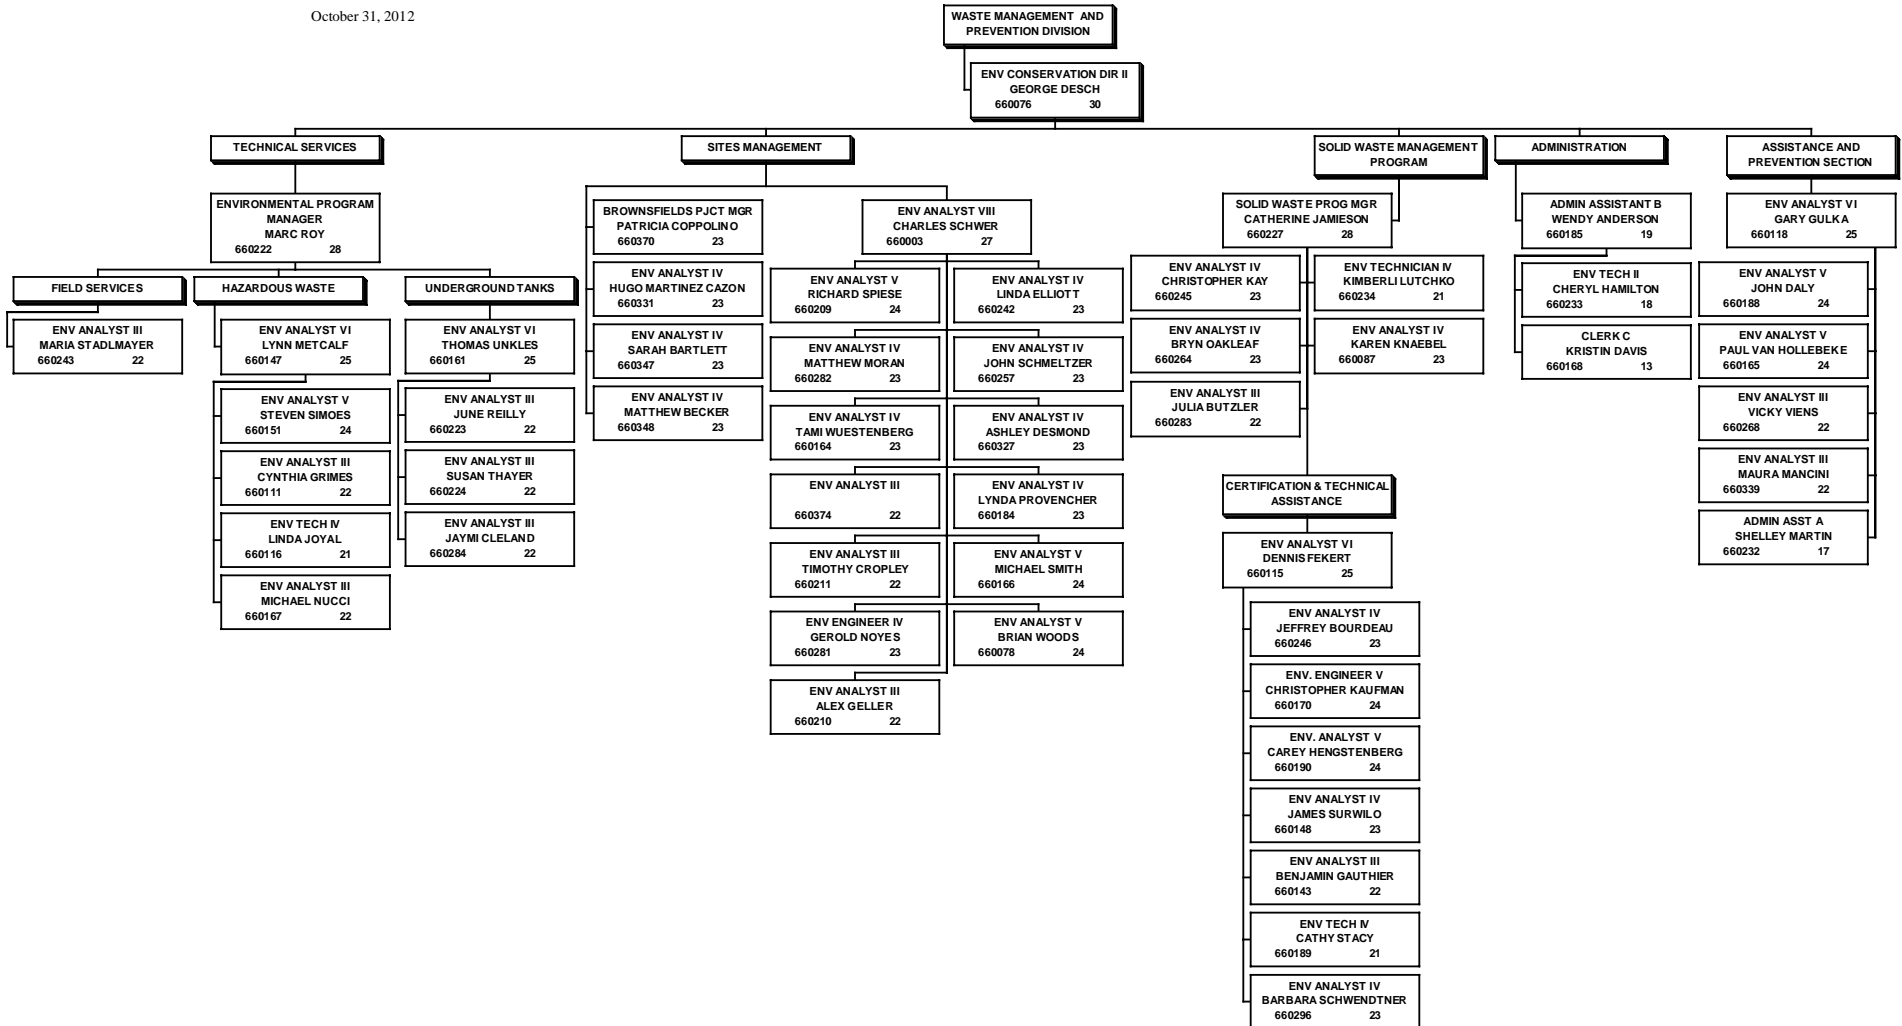 October 31, 2012
WASTE MANAGEMENT AND
PREVENTION DIVISION
ENV CONSERVATION DIR II
GEORGE DESCH
660076 30
TECHNICAL SERVICES
ENVIRONMENTAL PROGRAM
MANAGER
MARC ROY
660222 28
FIELD SERVICES
ENV ANALYST III
MARIA STADLMAYER
660243 22
HAZARDOUS WASTE
ENV ANALYST VI
LYNN METCALF
660147 25
ENV ANALYST V
STEVEN SIMOES
660151 24
ENV ANALYST III
CYNTHIA GRIMES
660111 22
ENV TECH IV
LINDA JOYAL
660116 21
ENV ANALYST III
MICHAEL NUCCI
660167 22
UNDERGROUND TANKS
ENV ANALYST VI
THOMAS UNKLES
660161 25
ENV ANALYST III
JUNE REILLY
660223 22
ENV ANALYST III
SUSAN THAYER
660224 22
ENV ANALYST III
JAYMI CLELAND
660284 22
SITES MANAGEMENT
BROWNSFIELDS PJCT MGR
PATRICIA COPPOLINO
660370 23
ENV ANALYST IV
HUGO MARTINEZ CAZON
660331 23
ENV ANALYST IV
SARAH BARTLETT
660347 23
ENV ANALYST IV
MATTHEW BECKER
660348 23
ENV ANALYST VIII
CHARLES SCHWER
660003 27
ENV ANALYST V
RICHARD SPIESE
660209 24
ENV ANALYST IV
LINDA ELLIOTT
660242 23
ENV ANALYST IV
MATTHEW MORAN
660282 23
ENV ANALYST IV
JOHN SCHMELTZER
660257 23
ENV ANALYST IV
TAMI WUESTENBERG
660164 23
ENV ANALYST IV
ASHLEY DESMOND
660327 23
ENV ANALYST III
660374 22
ENV ANALYST IV
LYNDA PROVENCHER
660184 23
ENV ANALYST III
TIMOTHY CROPLEY
660211 22
ENV ANALYST V
MICHAEL SMITH
660166 24
ENV ENGINEER IV
GEROLD NOYES
660281 23
ENV ANALYST V
BRIAN WOODS
660078 24
ENV ANALYST III
ALEX GELLER
660210 22
SOLID WASTE MANAGEMENT
PROGRAM
SOLID WASTE PROG MGR
CATHERINE JAMIESON
660227 28
ENV ANALYST IV
CHRISTOPHER KAY
660245 23
ENV TECHNICIAN IV
KIMBERLI LUTCHKO
660234 21
ENV ANALYST IV
BRYN OAKLEAF
660264 23
ENV ANALYST IV
KAREN KNAEBEL
660087 23
ENV ANALYST III
JULIA BUTZLER
660283 22
CERTIFICATION & TECHNICAL
ASSISTANCE
ENV ANALYST VI
DENNIS FEKERT
660115 25
ENV ANALYST IV
JEFFREY BOURDEAU
660246 23
ENV. ENGINEER V
CHRISTOPHER KAUFMAN
660170 24
ENV. ANALYST V
CAREY HENGSTENBERG
660190 24
ENV ANALYST IV
JAMES SURWILO
660148 23
ENV ANALYST III
BENJAMIN GAUTHIER
660143 22
ENV TECH IV
CATHY STACY
660189 21
ENV ANALYST IV
BARBARA SCHWENDTNER
660296 23
ADMINISTRATION
ADMIN ASSISTANT B
WENDY ANDERSON
660185 19
ENV TECH II
CHERYL HAMILTON
660233 18
CLERK C
KRISTIN DAVIS
660168 13
ASSISTANCE AND
PREVENTION SECTION
ENV ANALYST VI
GARY GULKA
660118 25
ENV ANALYST V
JOHN DALY
660188 24
ENV ANALYST V
PAUL VAN HOLLEBEKE
660165 24
ENV ANALYST III
VICKY VIENS
660268 22
ENV ANALYST III
MAURA MANCINI
660339 22
ADMIN ASST A
SHELLEY MARTIN
660232 17